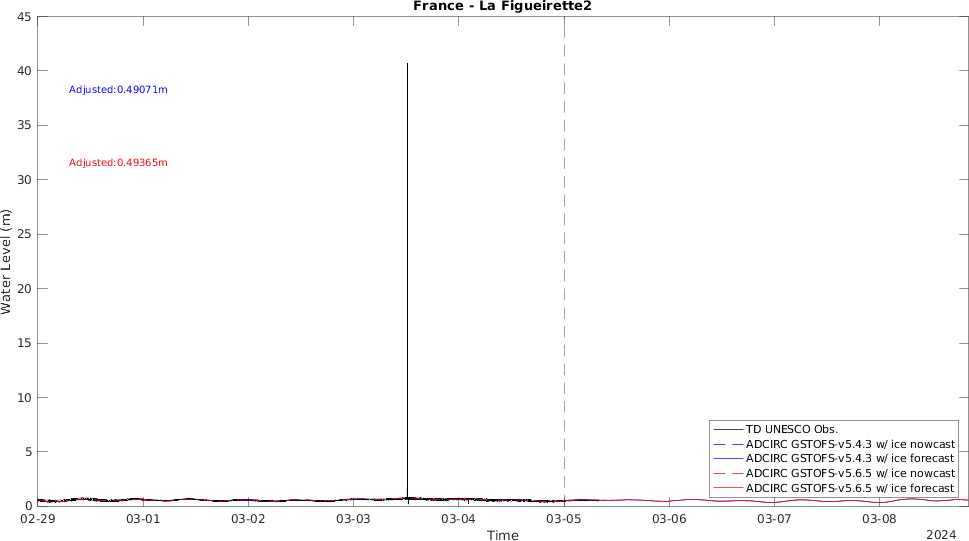 France - La Figueirette2
45
40
35
30
25
20
15
10
5
0
Water Level (m)
Adjusted:0.49071m
Adjusted:0.49365m
TD UNESCO Obs.
ADCIRC GSTOFS-v5.4.3 w/ ice nowcast
ADCIRC GSTOFS-v5.4.3 w/ ice forecast
ADCIRC GSTOFS-v5.6.5 w/ ice nowcast
ADCIRC GSTOFS-v5.6.5 w/ ice forecast
02-29 03-01 03-02 03-03 03-04 03-05 03-06 03-07 03-08
Time
2024